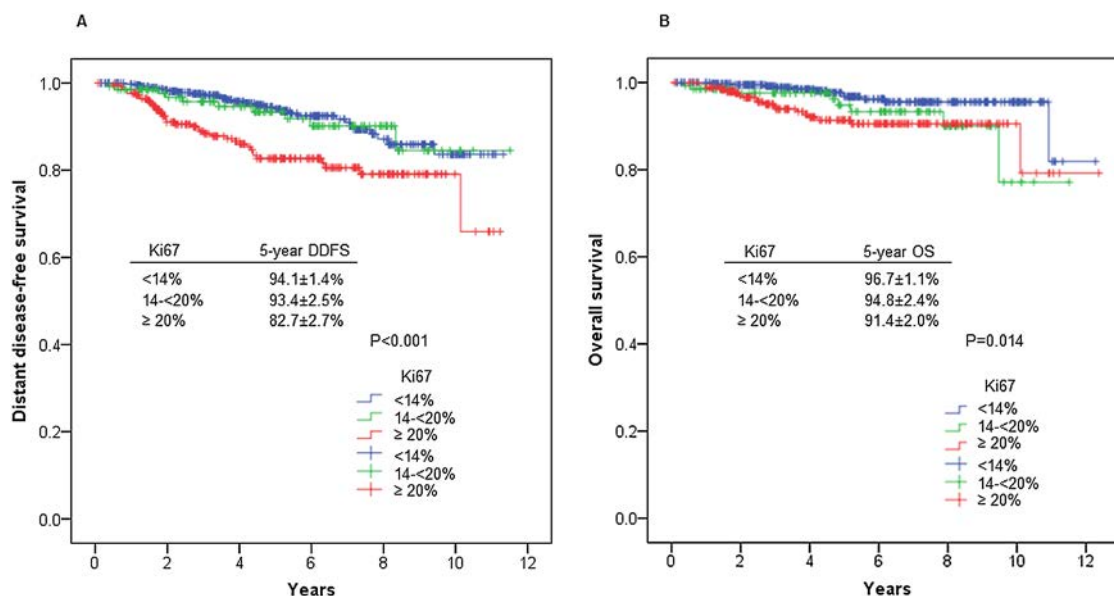 A
Distant disease-free survival
1.0
0.8
0.6
0.4
0.2
0.0
Ki67 5-year DDFS
<14% 94.1±1.4%
14-<20% 93.4±2.5%
≥ 20% 82.7±2.7%
P<0.001
Ki67
<14%
14-<20%
≥ 20%
<14%
14-<20%
≥ 20%
0 2 4 6 8 10 12
Years
B
Overall survival
1.0
0.8
0.6
0.4
0.2
0.0
Ki67 5-year OS
<14% 96.7±1.1%
14-<20% 94.8±2.4%
≥ 20% 91.4±2.0%
P=0.014
Ki67
<14%
14-<20%
≥ 20%
<14%
14-<20%
≥ 20%
0 2 4 6 8 10 12
Years